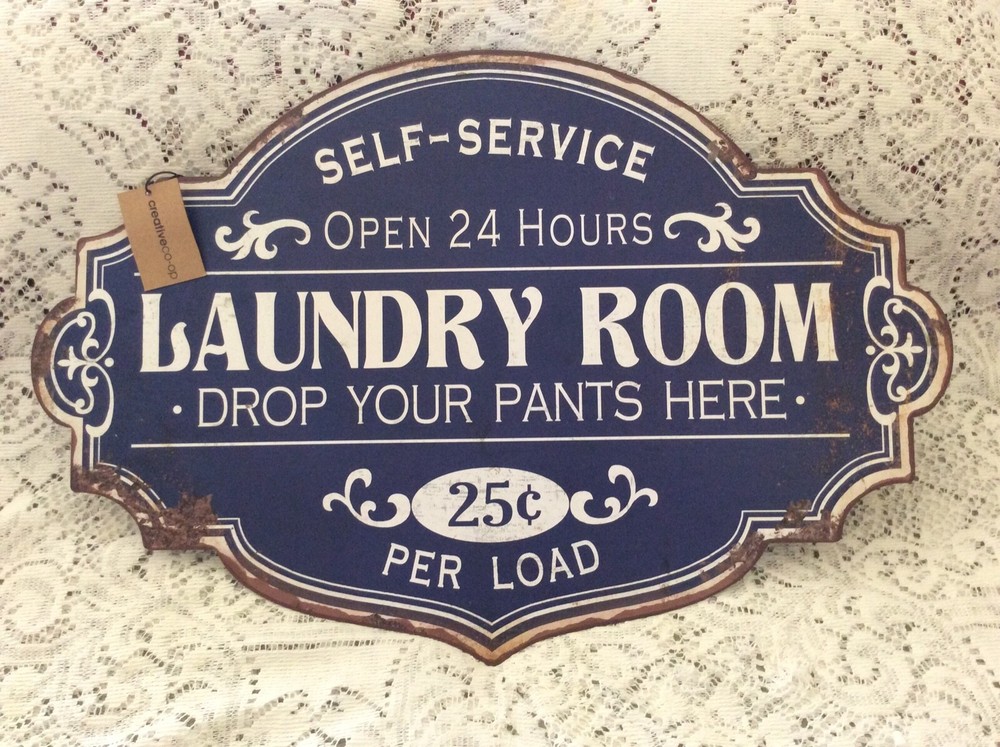 SELF-SERVICE
OPEN 24 HOURS
creativeco-op
LAUNDRY ROOM
• DROP YOUR PANTS HERE •
25¢
PER LOAD